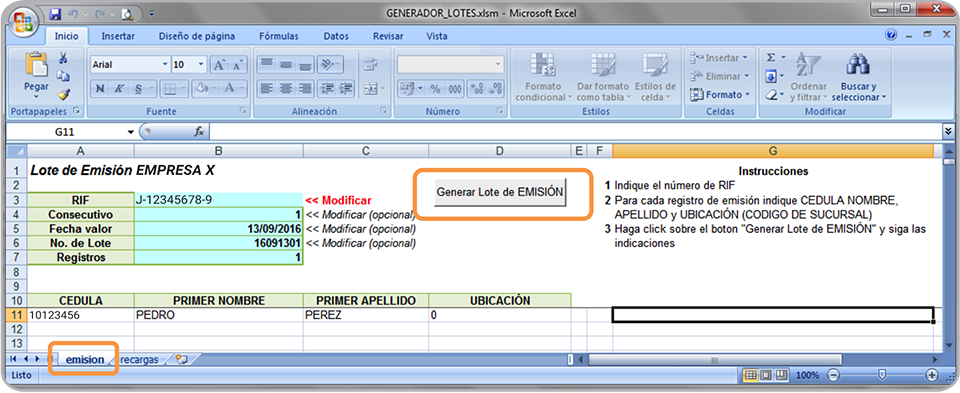 GENERADOR_LOTES.xlsm - Microsoft Excel
Inicio Insertar Diseño de página Fórmulas Datos Revisar Vista
Arial 10 Insertar
Pegar Eliminar
N K S % 000 Formato condicional Dar formato como tabla Estilos de celda Formato Ordenar y filtrar Buscar y seleccionar
Portapapeles Fuente Alineación Número Estilos Celdas Modificar
G11 fx
A B C D E F G
1 Lote de Emisión EMPRESA X Instrucciones
2 Generar Lote de EMISIÓN 1 Indique el número de RIF
3 RIF J-12345678-9 << Modificar 2 Para cada registro de emisión indique CEDULA NOMBRE,
4 Consecutivo 1 << Modificar (opcional) APELLIDO y UBICACIÓN (CODIGO DE SUCURSAL)
5 Fecha valor 13/09/2016 << Modificar (opcional) 3 Haga click sobre el boton "Generar Lote de EMISIÓN" y siga las
6 No. de Lote 16091301 << Modificar (opcional) indicaciones
7 Registros 1
8
9
10 CEDULA PRIMER NOMBRE PRIMER APELLIDO UBICACIÓN
11 10123456 PEDRO PEREZ 0
12
13
emision recargas
Listo 100%